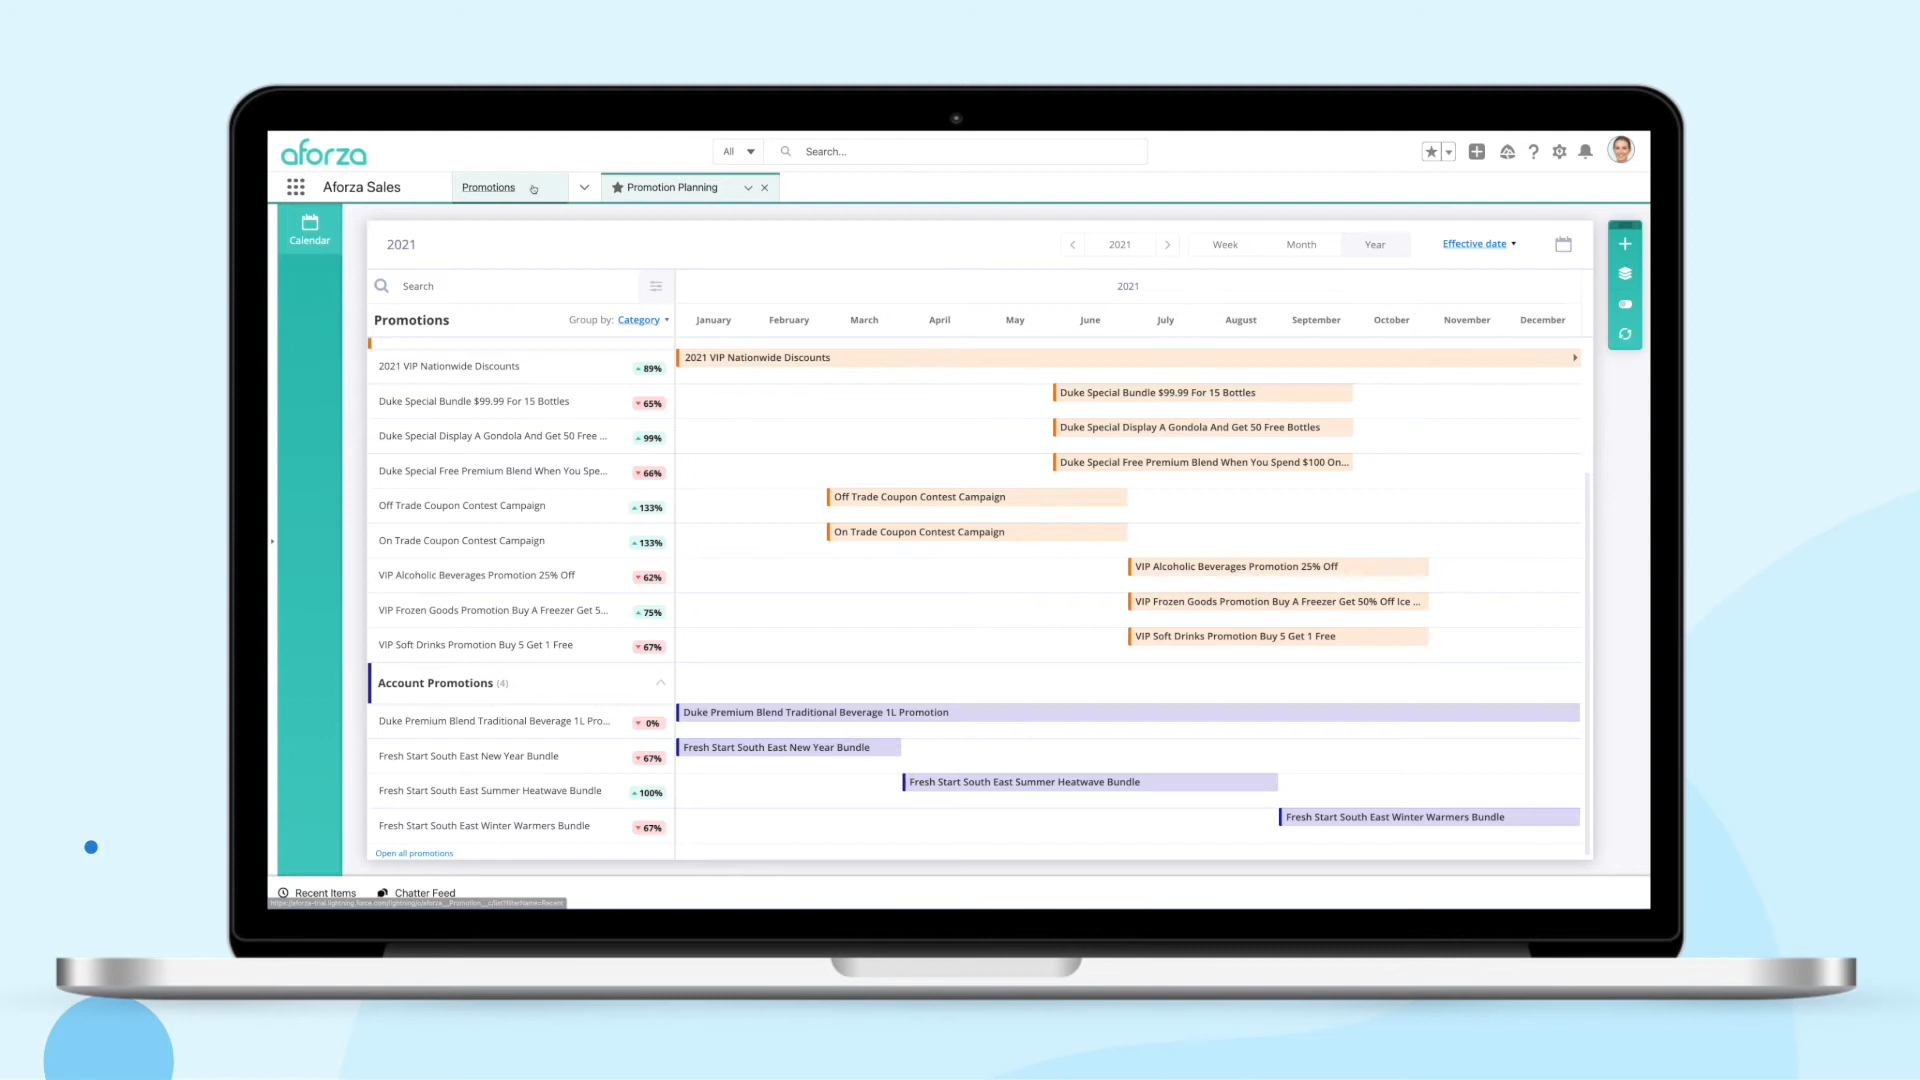 aforza
All
Search...
Aforza Sales
Promotions
Promotion Planning
Calendar
2021
2021
Week
Month
Year
Effective date
Search
2021
Promotions
Group by: Category
January
February
March
April
May
June
July
August
September
October
November
December
2021 VIP Nationwide Discounts
89%
2021 VIP Nationwide Discounts
Duke Special Bundle $99.99 For 15 Bottles
65%
Duke Special Bundle $99.99 For 15 Bottles
Duke Special Display A Gondola And Get 50 Free ...
99%
Duke Special Display A Gondola And Get 50 Free Bottles
Duke Special Free Premium Blend When You Spe...
66%
Duke Special Free Premium Blend When You Spend $100 On...
Off Trade Coupon Contest Campaign
133%
Off Trade Coupon Contest Campaign
On Trade Coupon Contest Campaign
133%
On Trade Coupon Contest Campaign
VIP Alcoholic Beverages Promotion 25% Off
62%
VIP Alcoholic Beverages Promotion 25% Off
VIP Frozen Goods Promotion Buy A Freezer Get 5...
75%
VIP Frozen Goods Promotion Buy A Freezer Get 50% Off Ice ...
VIP Soft Drinks Promotion Buy 5 Get 1 Free
67%
VIP Soft Drinks Promotion Buy 5 Get 1 Free
Account Promotions (4)
Duke Premium Blend Traditional Beverage 1L Pro...
0%
Duke Premium Blend Traditional Beverage 1L Promotion
Fresh Start South East New Year Bundle
67%
Fresh Start South East New Year Bundle
Fresh Start South East Summer Heatwave Bundle
100%
Fresh Start South East Summer Heatwave Bundle
Fresh Start South East Winter Warmers Bundle
67%
Fresh Start South East Winter Warmers Bundle
Open all promotions
Recent Items
Chatter Feed
https://aforza-trial.lightning.force.com/lightning/o/aforza__Promotion__c/list?filterName=Recent